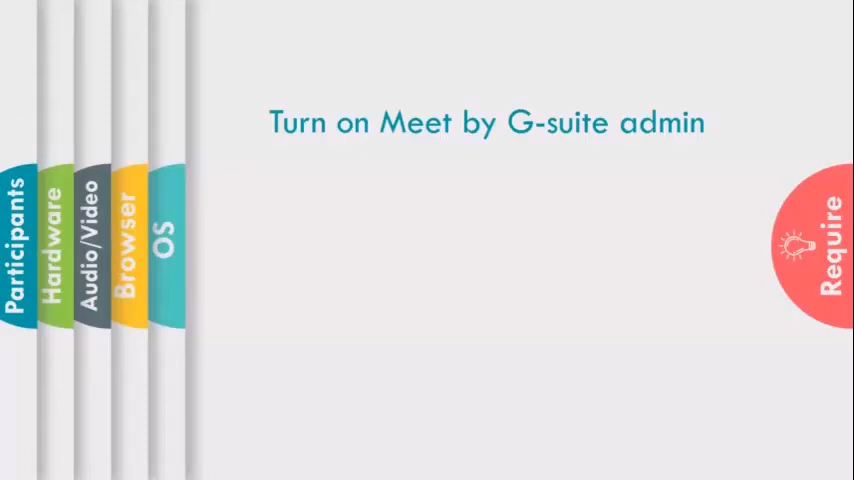 Turn on Meet by G-suite admin
Participants
Hardware
Audio/Video
Browser
OS
Require